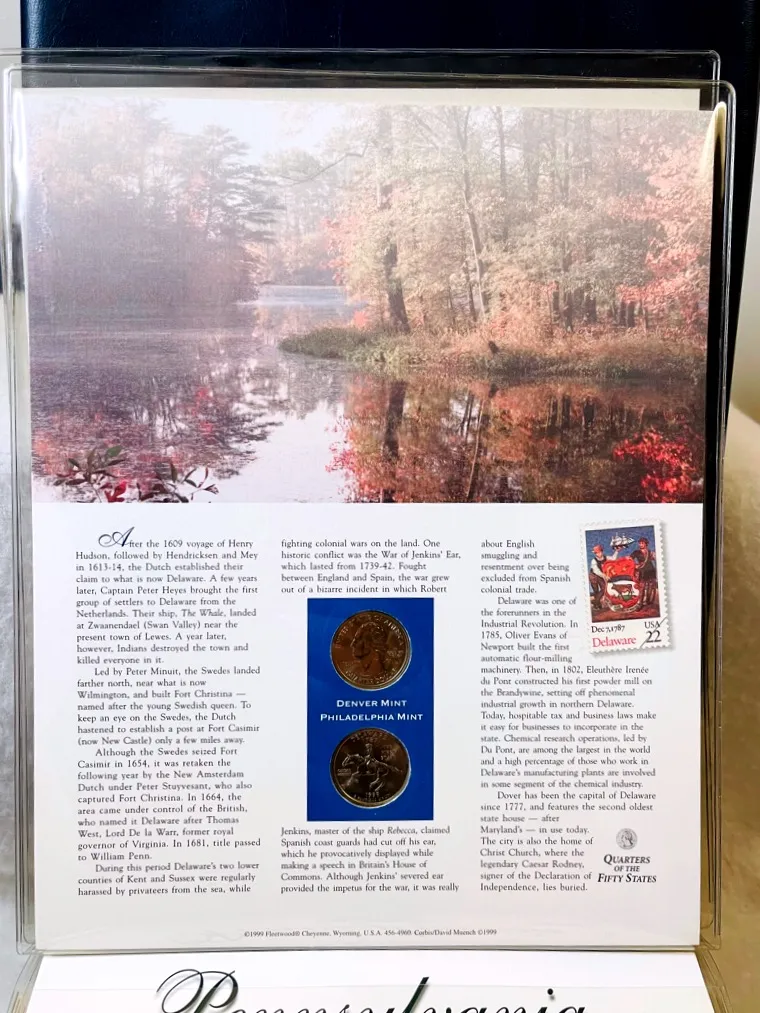 After the 1609 voyage of Henry
Hudson, followed by Hendricksen and Mey
in 1613-14, the Dutch established their
claim to what is now Delaware. A few years
later, Captain Peter Heyes brought the first
group of settlers to Delaware from the
Netherlands. Their ship, The Whale, landed
at Zwaanendael (Swan Valley) near the
present town of Lewes. A year later,
however, Indians destroyed the town and
killed everyone in it.
Led by Peter Minuit, the Swedes landed
farther north, near what is now
Wilmington, and built Fort Christina —
named after the young Swedish queen. To
keep an eye on the Swedes, the Dutch
hastened to establish a post at Fort Casimir
(now New Castle) only a few miles away.
Although the Swedes seized Fort
Casimir in 1654, it was retaken the
following year by the New Amsterdam
Dutch under Peter Stuyvesant, who also
captured Fort Christina. In 1664, the
area came under control of the British,
who named it Delaware after Thomas
West, Lord De la Warr, former royal
governor of Virginia. In 1681, title passed
to William Penn.
During this period Delaware's two lower
counties of Kent and Sussex were regularly
harassed by privateers from the sea, while
fighting colonial wars on the land. One
historic conflict was the War of Jenkins' Ear,
which lasted from 1739-42. Fought
between England and Spain, the war grew
out of a bizarre incident in which Robert
DENVER MINT
PHILADELPHIA MINT
Jenkins, master of the ship Rebecca, claimed
Spanish coast guards had cut off his ear,
which he provocatively displayed while
making a speech in Britain's House of
Commons. Although Jenkins' severed ear
provided the impetus for the war, it was really
about English
smuggling and
resentment over being
excluded from Spanish
colonial trade.
Delaware was one of
the forerunners in the
Industrial Revolution. In
1785, Oliver Evans of
Newport built the first
automatic flour-milling
machinery. Then, in 1802, Eleuthère Irenée
du Pont constructed his first powder mill on
the Brandywine, setting off phenomenal
industrial growth in northern Delaware.
Today, hospitable tax and business laws make
it easy for businesses to incorporate in the
state. Chemical research operations, led by
Du Pont, are among the largest in the world
and a high percentage of those who work in
Delaware's manufacturing plants are involved
in some segment of the chemical industry.
Dover has been the capital of Delaware
since 1777, and features the second oldest
state house — after
Maryland's — in use today.
The city is also the home of
Christ Church, where the
legendary Caesar Rodney,
signer of the Declaration of
Independence, lies buried.
Dec 7, 1787
USA
Delaware 22
QUARTERS
OF THE
FIFTY STATES
©1999 Fleetwood® Cheyenne, Wyoming, U.S.A. 456-4960. Corbis/David Muench ©1999
Pennsylvania